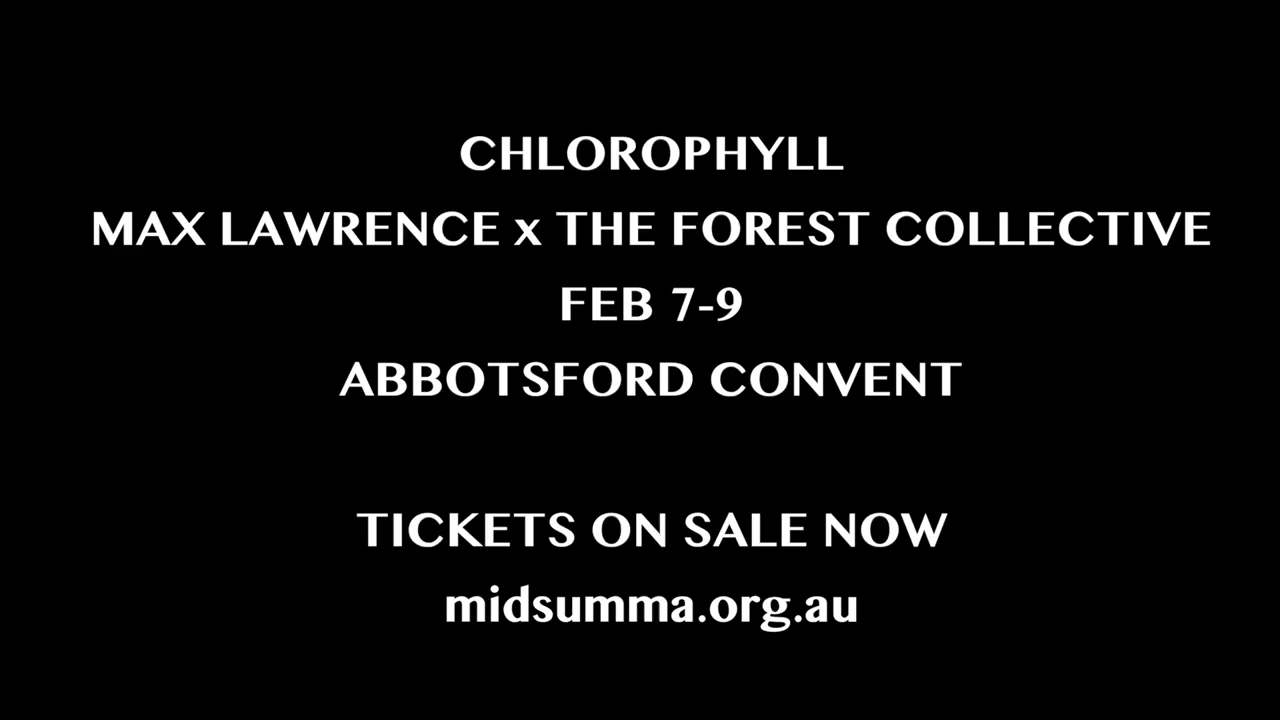 CHLOROPHYLL
MAX LAWRENCE x THE FOREST COLLECTIVE
FEB 7-9
ABBOTSFORD CONVENT
TICKETS ON SALE NOW
midsumma.org.au